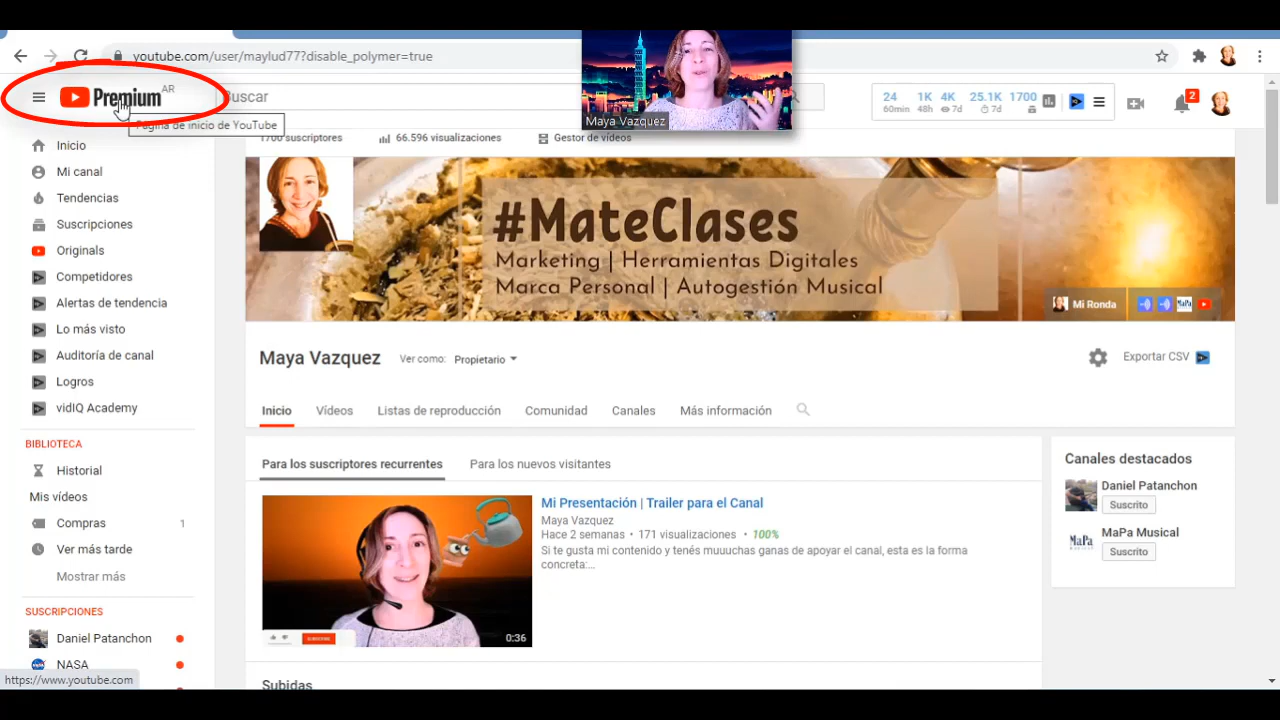 youtube.com/user/maylud77?disable_polymer=true
Premium AR
Buscar
24 1K 4K 25.1K 1700
60min 48h 7d 7d
2
Página de inicio de YouTube
Maya Vazquez
1700 suscriptores 66.596 visualizaciones Gestor de vídeos
Inicio
Mi canal
Tendencias
Suscripciones
Originals
Competidores
Alertas de tendencia
Lo más visto
Auditoría de canal
Logros
vidIQ Academy
BIBLIOTECA
Historial
Mis vídeos
Compras 1
Ver más tarde
Mostrar más
SUSCRIPCIONES
Daniel Patanchon
NASA
https://www.youtube.com
#MateClases
Marketing | Herramientas Digitales
Marca Personal | Autogestión Musical
Mi Ronda
MaPa
Maya Vazquez Ver como: Propietario
Exportar CSV
Inicio Vídeos Listas de reproducción Comunidad Canales Más información
Para los suscriptores recurrentes Para los nuevos visitantes
Mi Presentación | Trailer para el Canal
Maya Vazquez
Hace 2 semanas • 171 visualizaciones • 100%
Si te gusta mi contenido y tenés muuuchas ganas de apoyar el canal, esta es la forma
concreta:...
SUBSCRIBE
0:36
Subidas
Canales destacados
Daniel Patanchon
Suscrito
MaPa
MaPa Musical
Suscrito